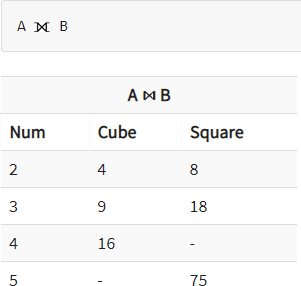 A ⟗ B
A ⋈ B
Num Cube Square
2 4 8
3 9 18
4 16 -
5 - 75